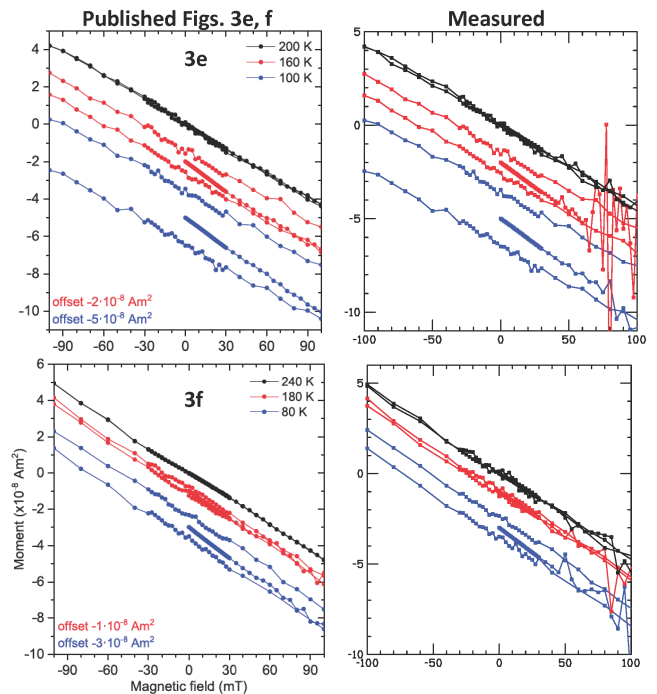 Published Figs. 3e, f
Measured
3e
200 K
160 K
100 K
4
2
0
-2
-4
-6
-8
-10
offset -2·10⁻⁸ Am²
offset -5·10⁻⁸ Am²
-90 -60 -30 0 30 60 90
5
0
-5
-10
-100 -50 0 50 100
3f
240 K
180 K
80 K
6
4
2
0
-2
-4
-6
-8
-10
Moment (x10⁻⁸ Am²)
offset -1·10⁻⁸ Am²
offset -3·10⁻⁸ Am²
-90 -60 -30 0 30 60 90
Magnetic field (mT)
5
0
-5
-10
-100 -50 0 50 100